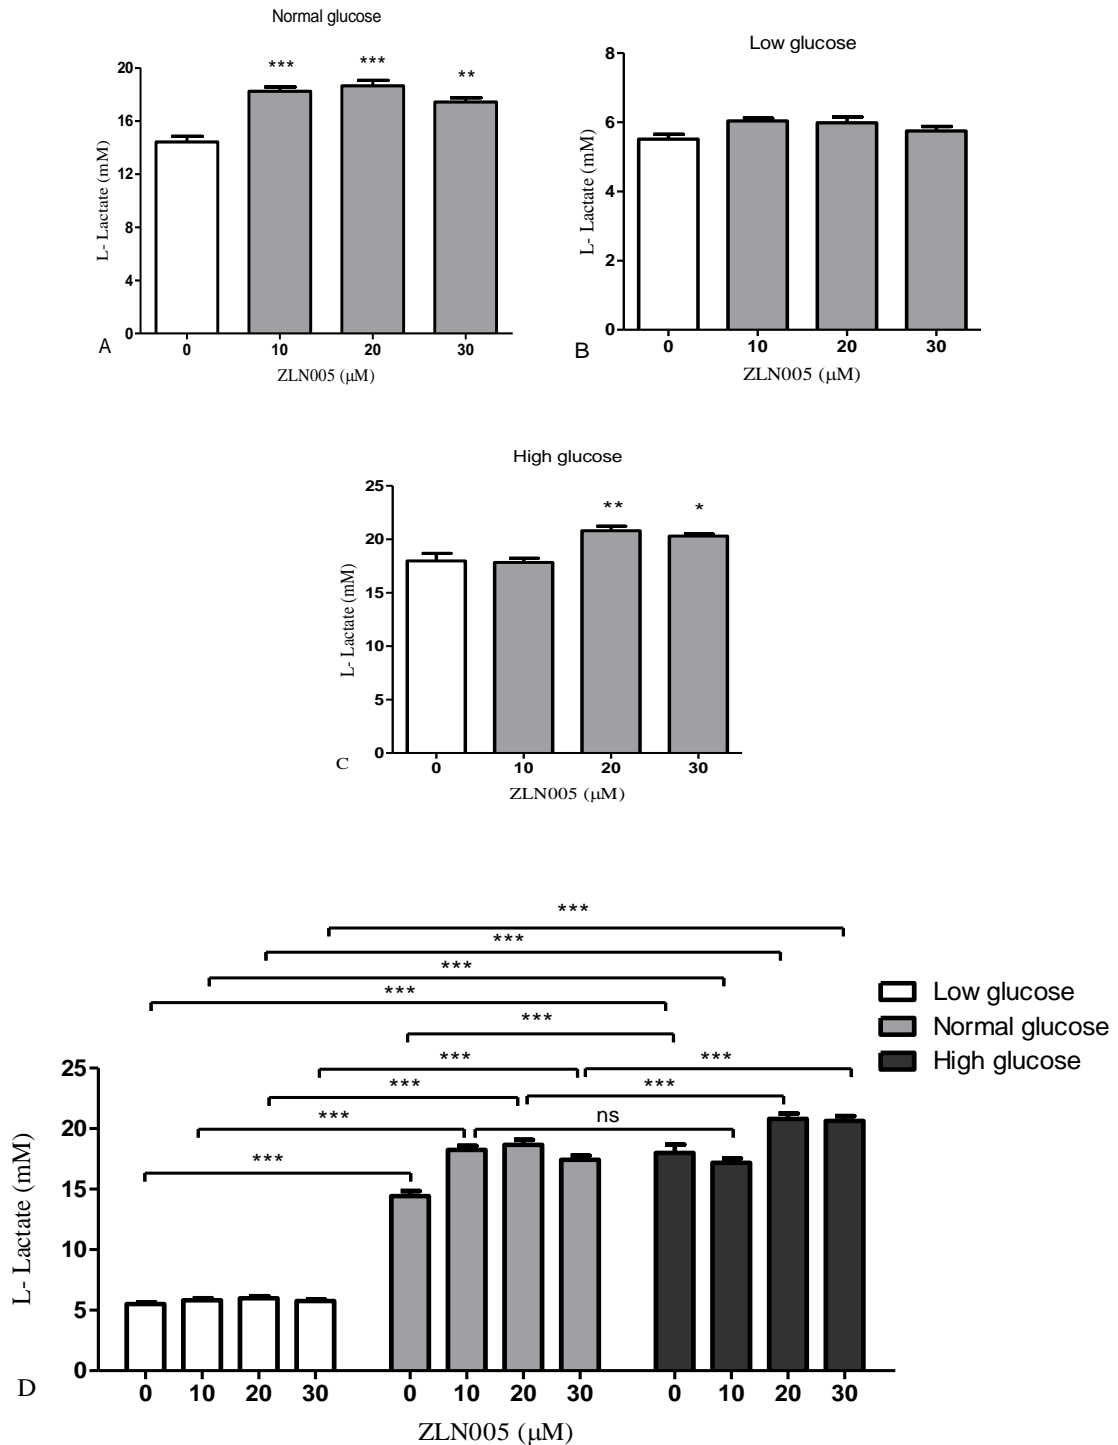 Normal glucose
*** *** **
20
16
12
8
4
0
L- Lactate (mM)
0 10 20 30
ZLN005 (μM)
A
Low glucose
8
6
4
2
0
L- Lactate (mM)
0 10 20 30
ZLN005 (μM)
B
High glucose
** *
25
20
15
10
5
0
L- Lactate (mM)
0 10 20 30
ZLN005 (μM)
C
***
***
***
***
***
*** ***
*** ***
*** ns
***
Low glucose
Normal glucose
High glucose
25
20
15
10
5
0
L- Lactate (mM)
0 10 20 30 0 10 20 30 0 10 20 30
ZLN005 (μM)
D